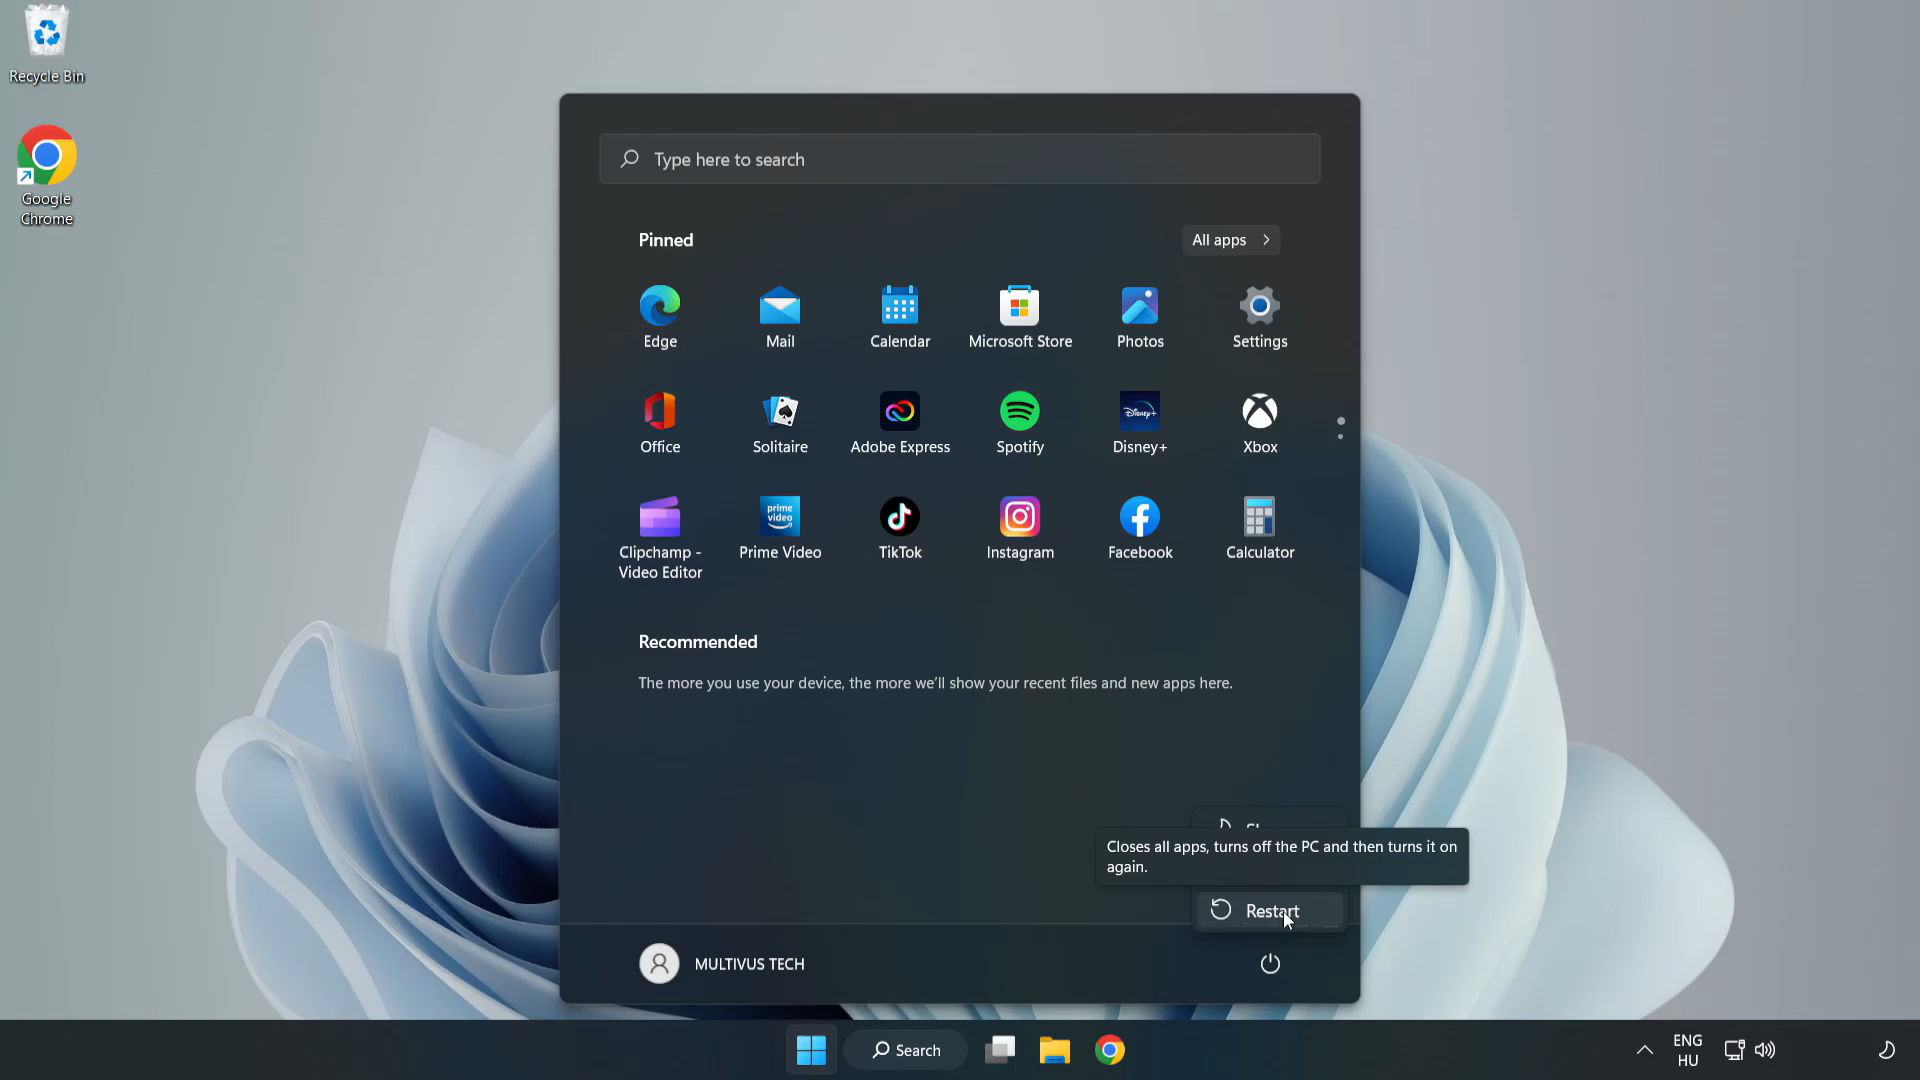 Recycle Bin
Google
Chrome
Type here to search
Pinned
All apps
Edge
Mail
Calendar
Microsoft Store
Photos
Settings
Office
Solitaire
Adobe Express
Spotify
Disney+
Disney+
Xbox
Clipchamp -
Video Editor
prime
video
Prime Video
TikTok
Instagram
Facebook
Calculator
Recommended
The more you use your device, the more we'll show your recent files and new apps here.
Closes all apps, turns off the PC and then turns it on
again.
Restart
MULTIVUS TECH
Search
ENG
HU